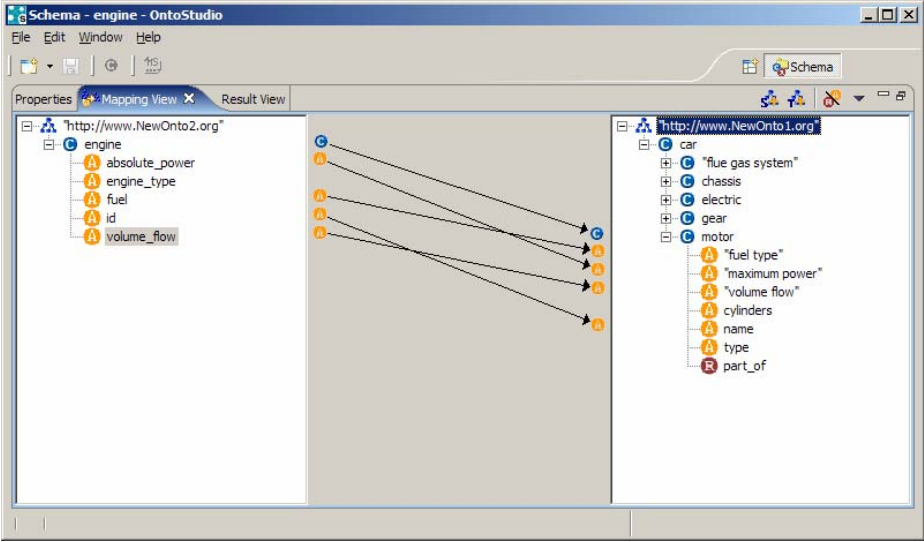 Schema - engine - OntoStudio
File Edit Window Help
Schema
Properties Mapping View Result View
"http://www.NewOnto2.org"
C engine
A absolute_power
A engine_type
A fuel
A id
A volume_flow
C
A
A
A
A
C
A
A
A
A
"http://www.NewOnto1.org"
C car
C "flue gas system"
C chassis
C electric
C gear
C motor
A "fuel type"
A "maximum power"
A "volume flow"
A cylinders
A name
A type
R part_of